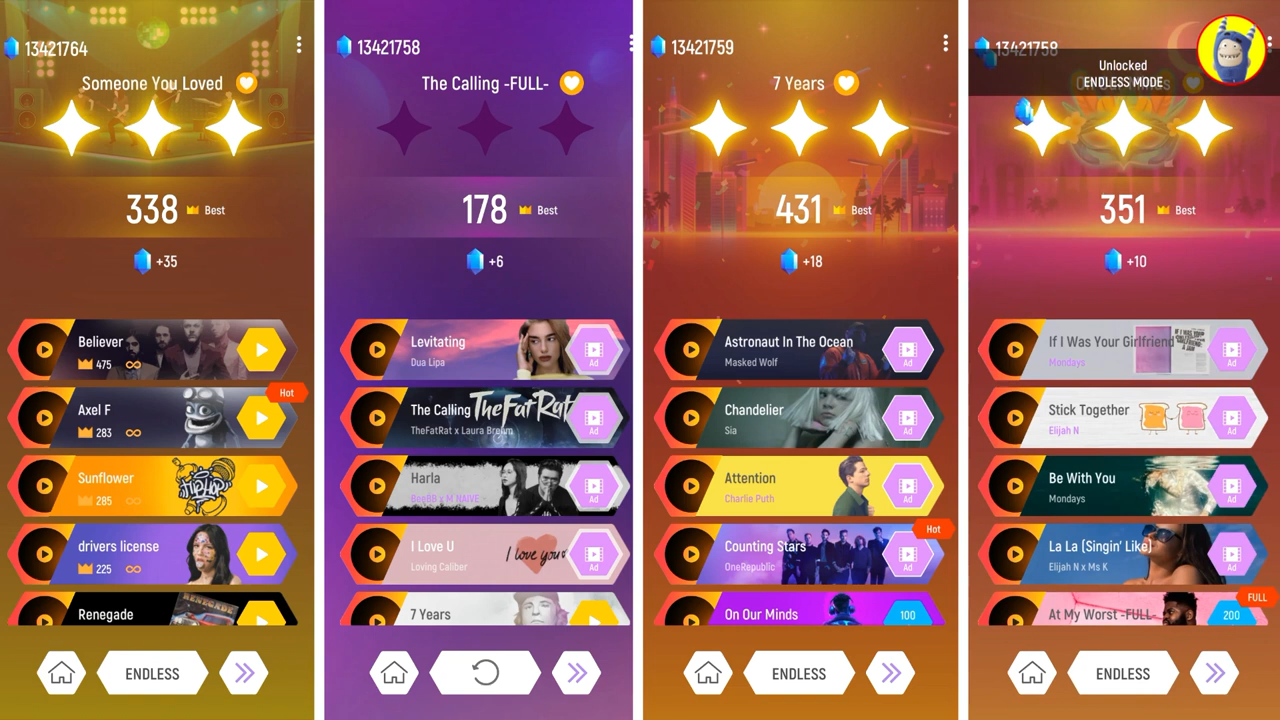 13421764
Someone You Loved
338 Best
+35
Believer
475
Hot
Axel F
283
Sunflower
285
HIP HOP
drivers license
225
Renegade
RENEGADE
ENDLESS
13421758
The Calling -FULL-
178 Best
+6
Levitating
Dua Lipa
Ad
The Calling
TheFatRat
TheFatRat x Laura Brehm
Ad
Harla
BeeBB x M NAIVE
Ad
I Love U
I love you
Loving Caliber
Ad
7 Years
13421759
7 Years
431 Best
+18
Astronaut In The Ocean
Masked Wolf
Ad
Chandelier
Sia
Ad
Attention
Charlie Puth
Ad
Hot
Counting Stars
OneRepublic
Ad
On Our Minds
100
ENDLESS
13421758
Unlocked
ENDLESS MODE
351 Best
+10
If I Was Your Girlfriend
Mondays
Ad
Stick Together
Elijah N
Ad
Be With You
Mondays
Ad
La La (Singin' Like)
Elijah N x Ms K
Ad
FULL
At My Worst -FULL-
200
ENDLESS